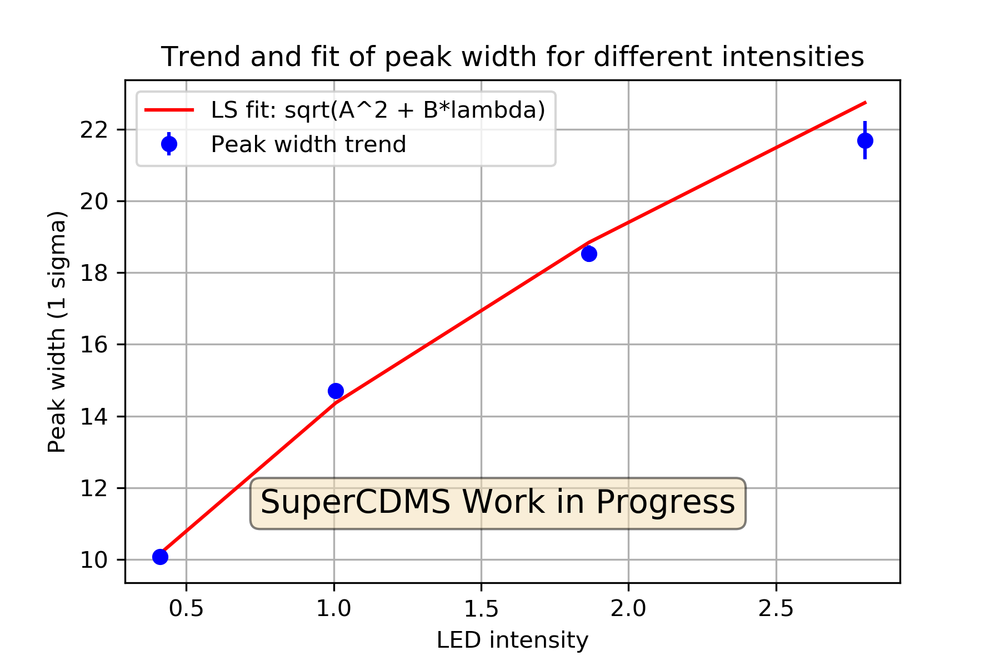 Trend and fit of peak width for different intensities
LS fit: sqrt(A^2 + B*lambda)
Peak width trend
22
20
18
16
14
12
10
Peak width (1 sigma)
SuperCDMS Work in Progress
0.5 1.0 1.5 2.0 2.5
LED intensity